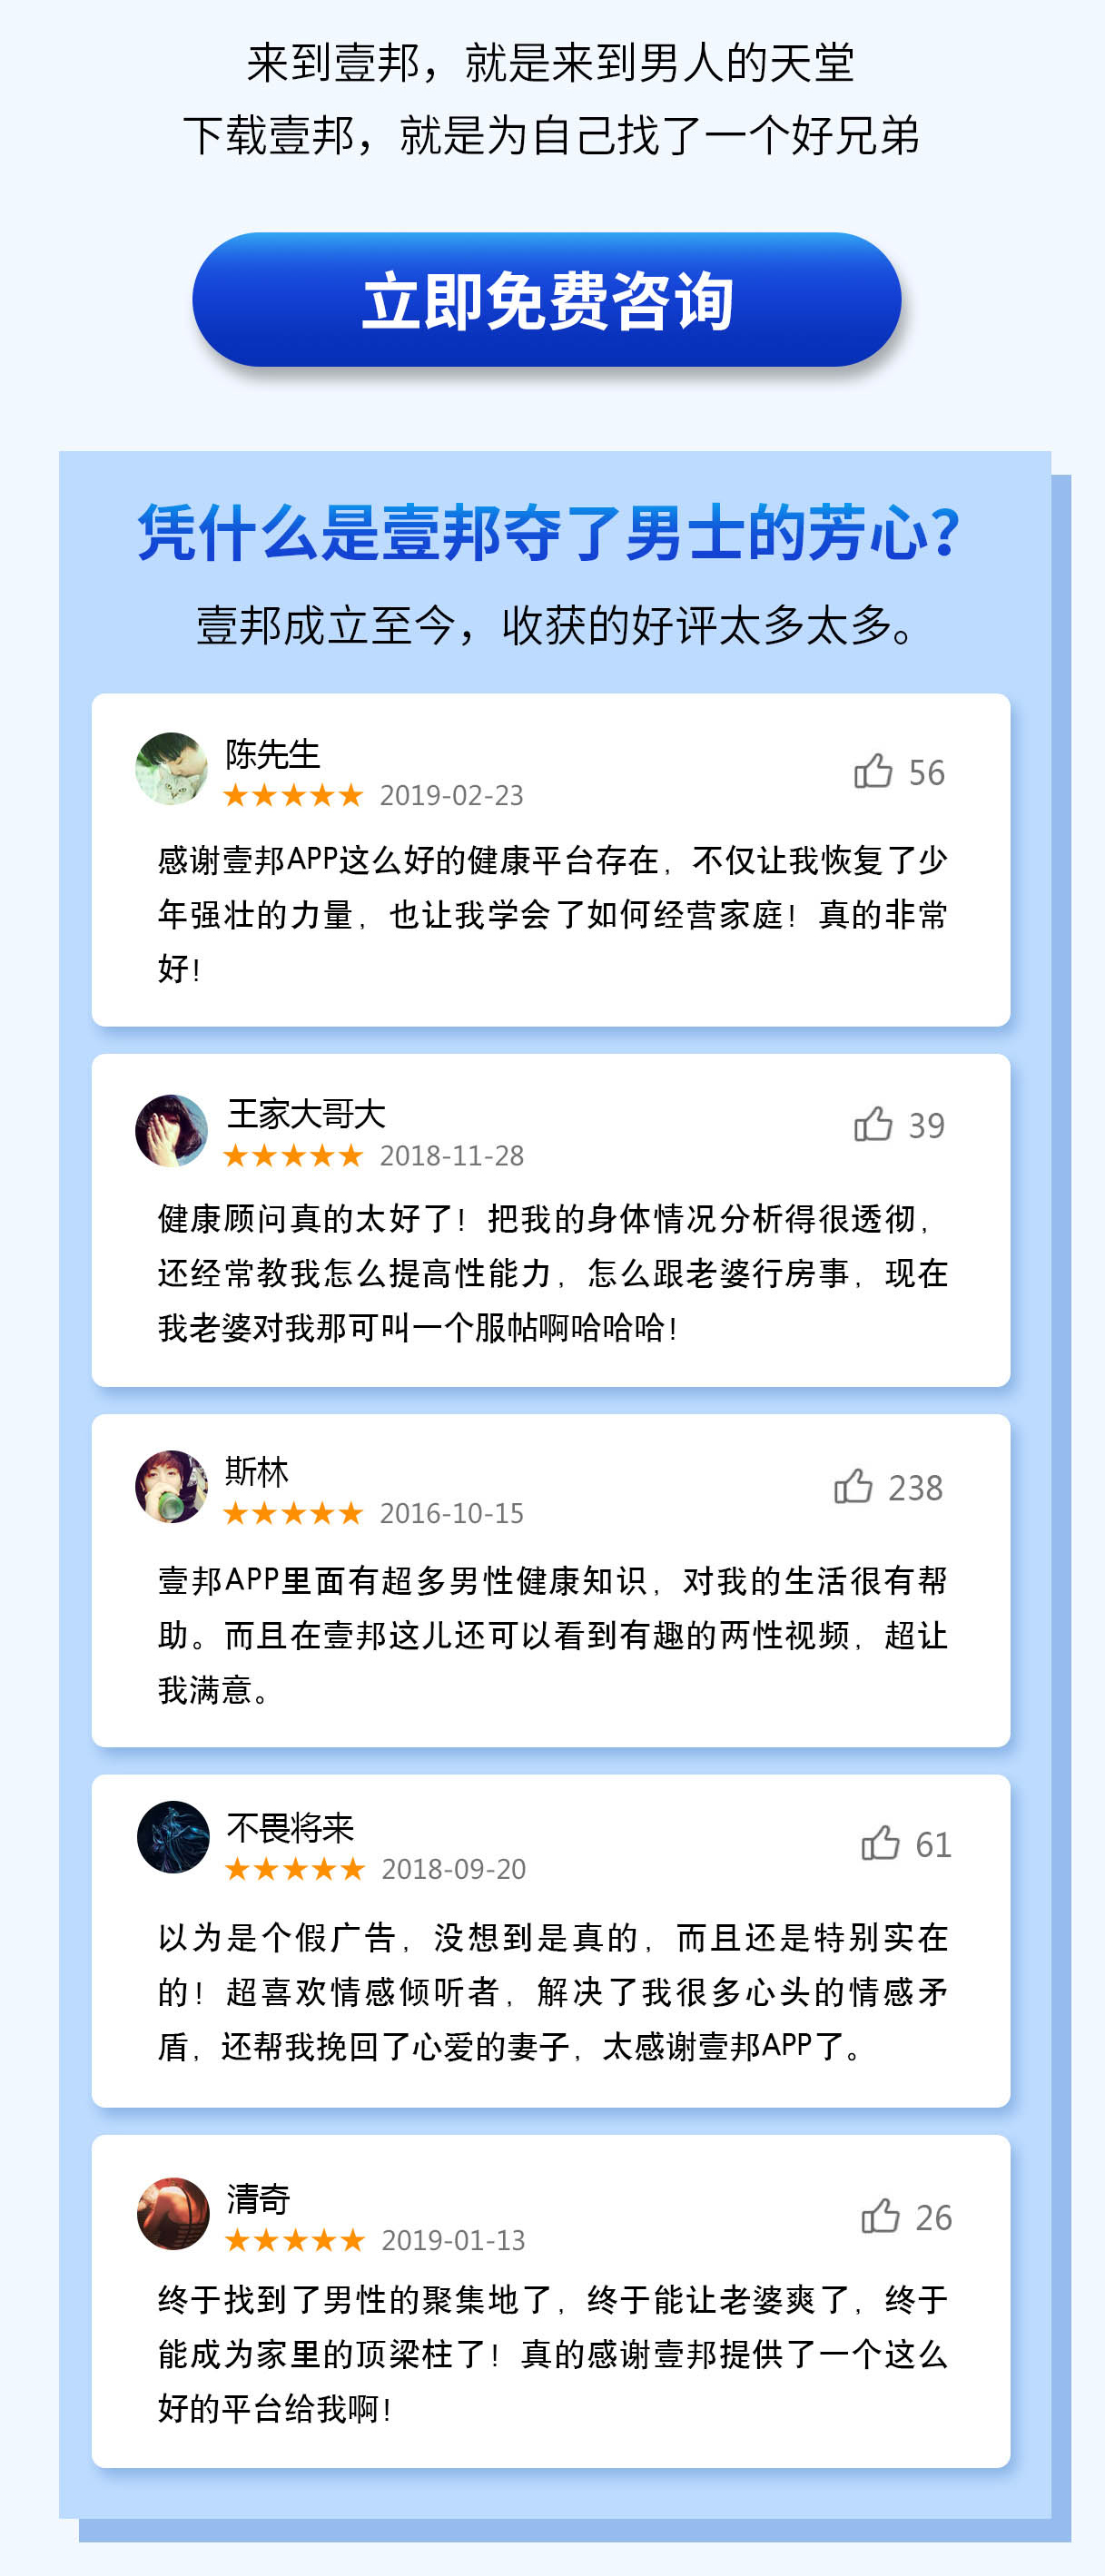 来到壹邦，就是来到男人的天堂
下载壹邦，就是为自己找了一个好兄弟
立即免费咨询
凭什么是壹邦夺了男士的芳心？
壹邦成立至今，收获的好评太多太多。
陈先生
★★★★★ 2019-02-23
56
感谢壹邦APP这么好的健康平台存在，不仅让我恢复了少
年强壮的力量，也让我学会了如何经营家庭！真的非常
好！
王家大哥大
★★★★★ 2018-11-28
39
健康顾问真的太好了！把我的身体情况分析得很透彻，
还经常教我怎么提高性能力，怎么跟老婆行房事，现在
我老婆对我那可叫一个服帖啊哈哈哈！
斯林
★★★★★ 2016-10-15
238
壹邦APP里面有超多男性健康知识，对我的生活很有帮
助。而且在壹邦这儿还可以看到有趣的两性视频，超让
我满意。
不畏将来
★★★★★ 2018-09-20
61
以为是个假广告，没想到是真的，而且还是特别实在
的！超喜欢情感倾听者，解决了我很多心头的情感矛
盾，还帮我挽回了心爱的妻子，太感谢壹邦APP了。
清奇
★★★★★ 2019-01-13
26
终于找到了男性的聚集地了，终于能让老婆爽了，终于
能成为家里的顶梁柱了！真的感谢壹邦提供了一个这么
好的平台给我啊！